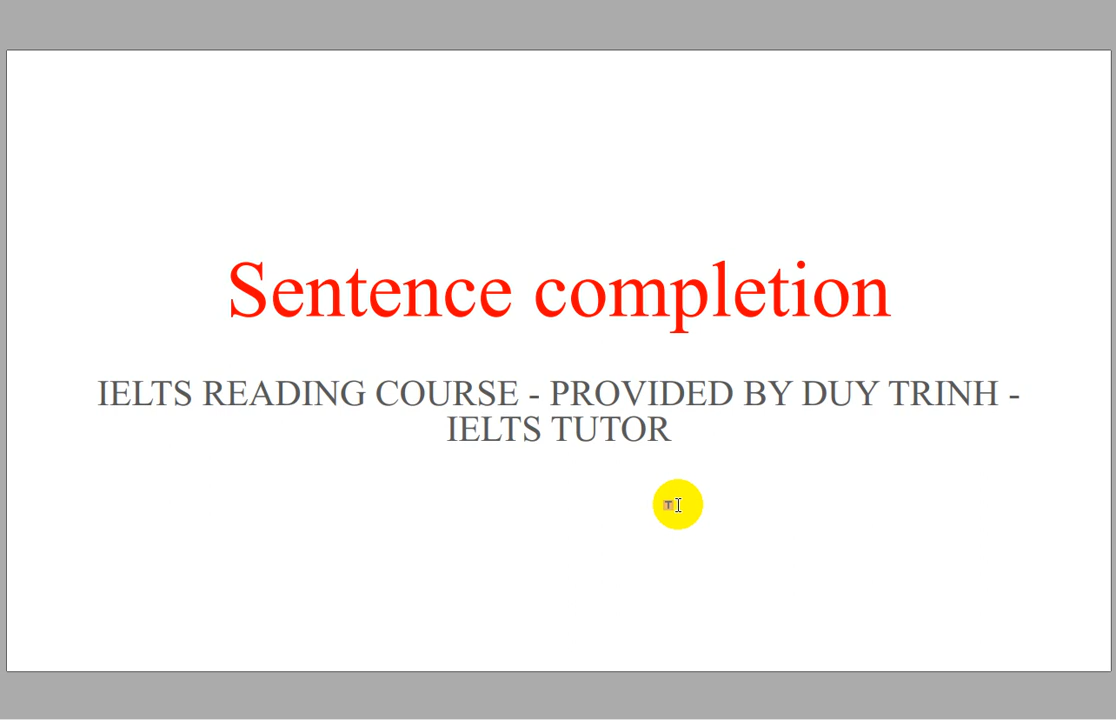 Sentence completion
IELTS READING COURSE - PROVIDED BY DUY TRINH -
IELTS TUTOR
T